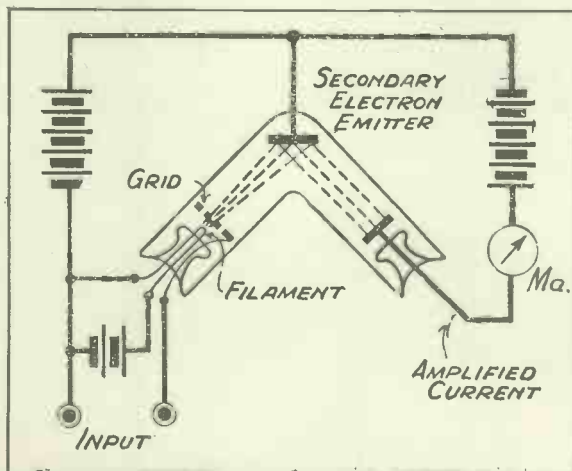 SECONDARY
ELECTRON
EMITTER
GRID
FILAMENT
Ma.
AMPLIFIED
CURRENT
INPUT